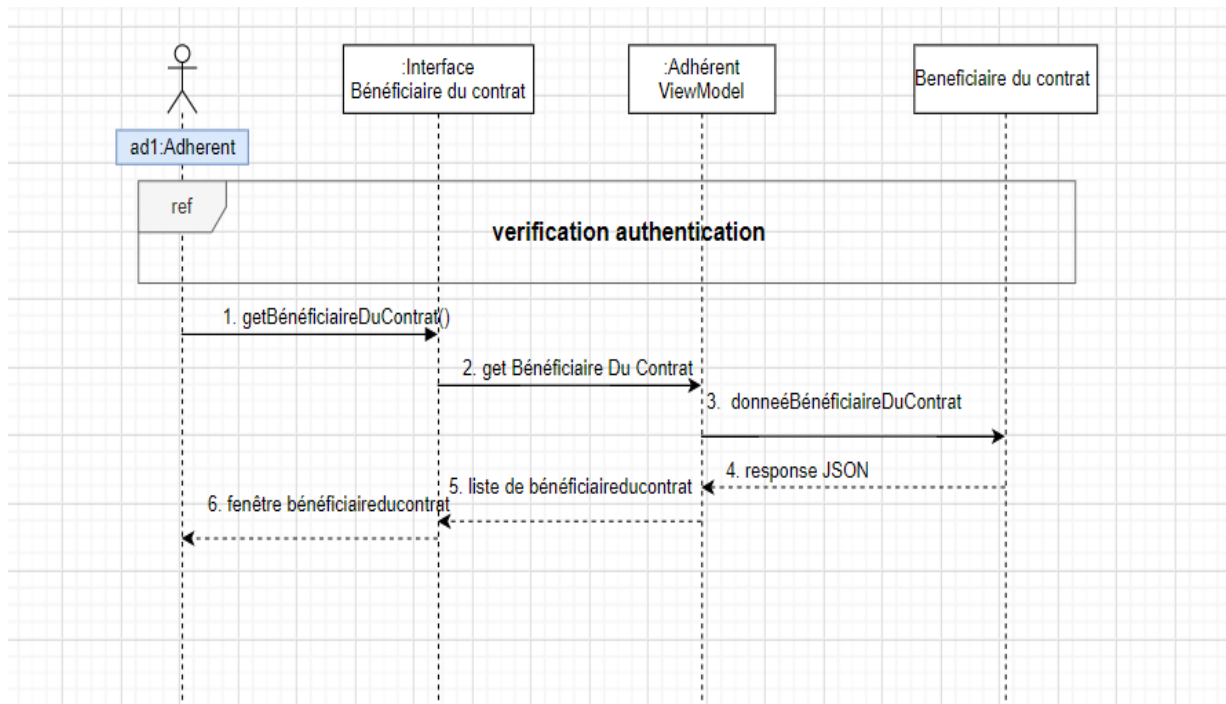 :Interface
Bénéficiaire du contrat
:Adhérent
ViewModel
Beneficiaire du contrat
ad1:Adherent
ref
verification authentication
1. getBénéficiaireDuContrat()
2. get Bénéficiaire Du Contrat
3. donneéBénéficiaireDuContrat
4. response JSON
5. liste de bénéficiaireducontrat
6. fenêtre bénéficiaireducontrat